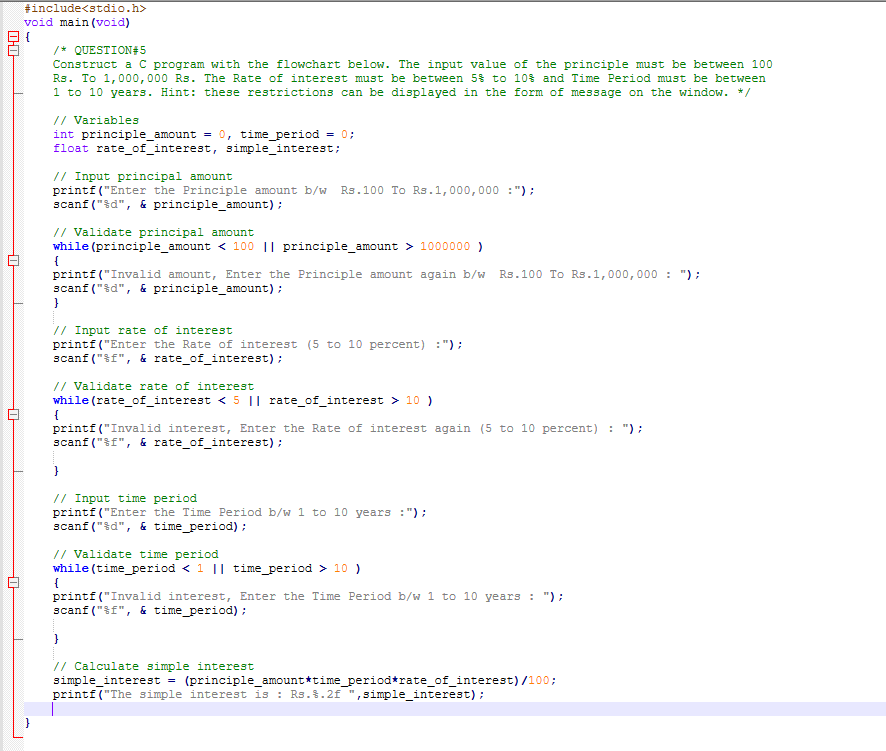 #include<stdio.h>
void main(void)
{
/* QUESTION#5
Construct a C program with the flowchart below. The input value of the principle must be between 100
Rs. To 1,000,000 Rs. The Rate of interest must be between 5% to 10% and Time Period must be between
1 to 10 years. Hint: these restrictions can be displayed in the form of message on the window. */
// Variables
int principle_amount = 0, time_period = 0;
float rate_of_interest, simple_interest;
// Input principal amount
printf("Enter the Principle amount b/w  Rs.100 To Rs.1,000,000 :");
scanf("%d", & principle_amount);
// Validate principal amount
while(principle_amount < 100 || principle_amount > 1000000 )
{
printf("Invalid amount, Enter the Principle amount again b/w  Rs.100 To Rs.1,000,000 : ");
scanf("%d", & principle_amount);
}
// Input rate of interest
printf("Enter the Rate of interest (5 to 10 percent) :");
scanf("%f", & rate_of_interest);
// Validate rate of interest
while(rate_of_interest < 5 || rate_of_interest > 10 )
{
printf("Invalid interest, Enter the Rate of interest again (5 to 10 percent) : ");
scanf("%f", & rate_of_interest);
}
// Input time period
printf("Enter the Time Period b/w 1 to 10 years :");
scanf("%d", & time_period);
// Validate time period
while(time_period < 1 || time_period > 10 )
{
printf("Invalid interest, Enter the Time Period b/w 1 to 10 years : ");
scanf("%f", & time_period);
}
// Calculate simple interest
simple_interest = (principle_amount*time_period*rate_of_interest)/100;
printf("The simple interest is : Rs.%.2f ",simple_interest);
}